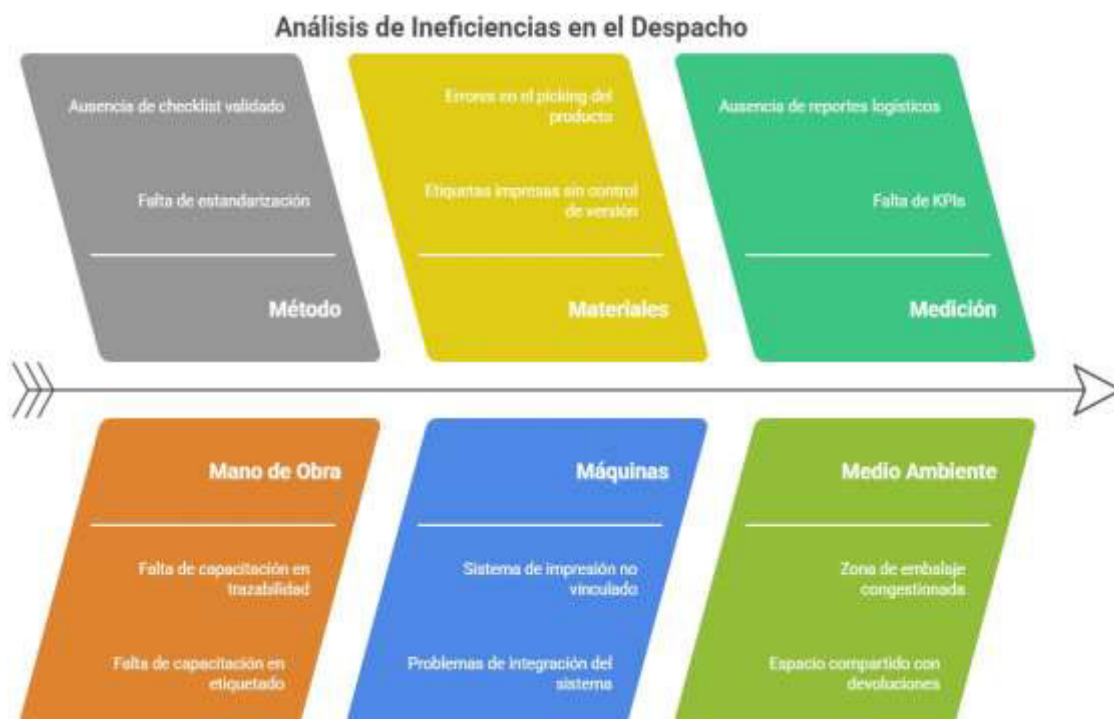 Análisis de Ineficiencias en el Despacho
Ausencia de checklist validado
Falta de estandarización
Método
Errores en el picking del
producto
Etiquetas impresas sin control
de versión
Materiales
Ausencia de reportes logísticos
Falta de KPIs
Medición
Mano de Obra
Falta de capacitación en
trazabilidad
Falta de capacitación en
etiquetado
Máquinas
Sistema de impresión no
vinculado
Problemas de integración del
sistema
Medio Ambiente
Zona de embalaje
congestionada
Espacio compartido con
devoluciones